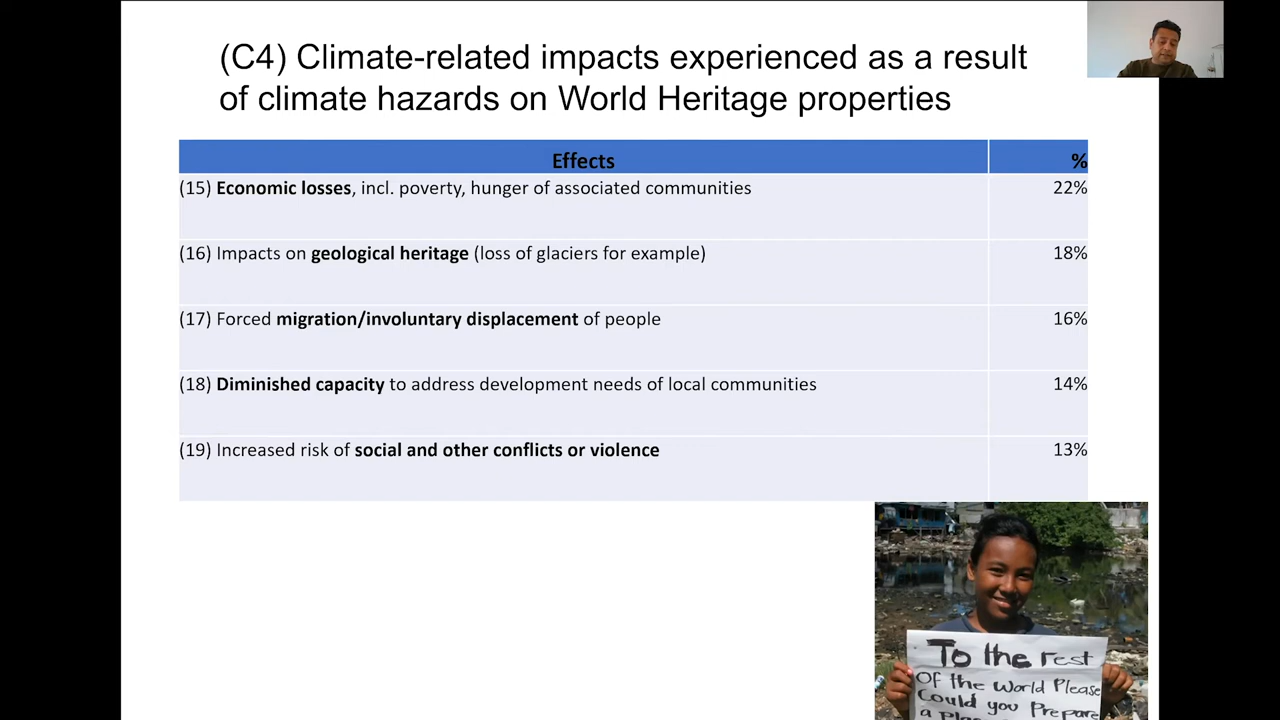 (C4) Climate-related impacts experienced as a result
of climate hazards on World Heritage properties
Effects %
(15) Economic losses, incl. poverty, hunger of associated communities 22%
(16) Impacts on geological heritage (loss of glaciers for example) 18%
(17) Forced migration/involuntary displacement of people 16%
(18) Diminished capacity to address development needs of local communities 14%
(19) Increased risk of social and other conflicts or violence 13%
To the rest
Of the World Please
Could you Prepare
a